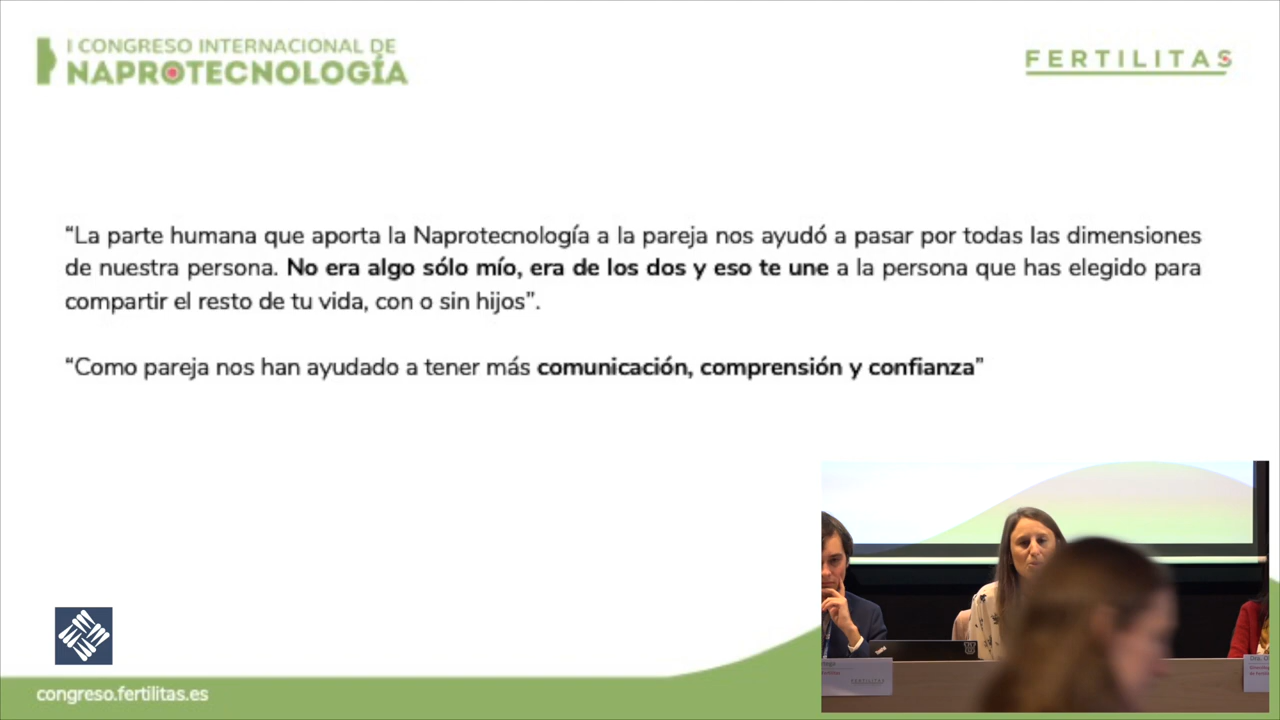 I CONGRESO INTERNACIONAL DE
NAPROTECNOLOGÍA
FERTILITAS
“La parte humana que aporta la Naprotecnología a la pareja nos ayudó a pasar por todas las dimensiones
de nuestra persona. No era algo sólo mío, era de los dos y eso te une a la persona que has elegido para
compartir el resto de tu vida, con o sin hijos”.
“Como pareja nos han ayudado a tener más comunicación, comprensión y confianza”
congreso.fertilitas.es
FERTILITAS